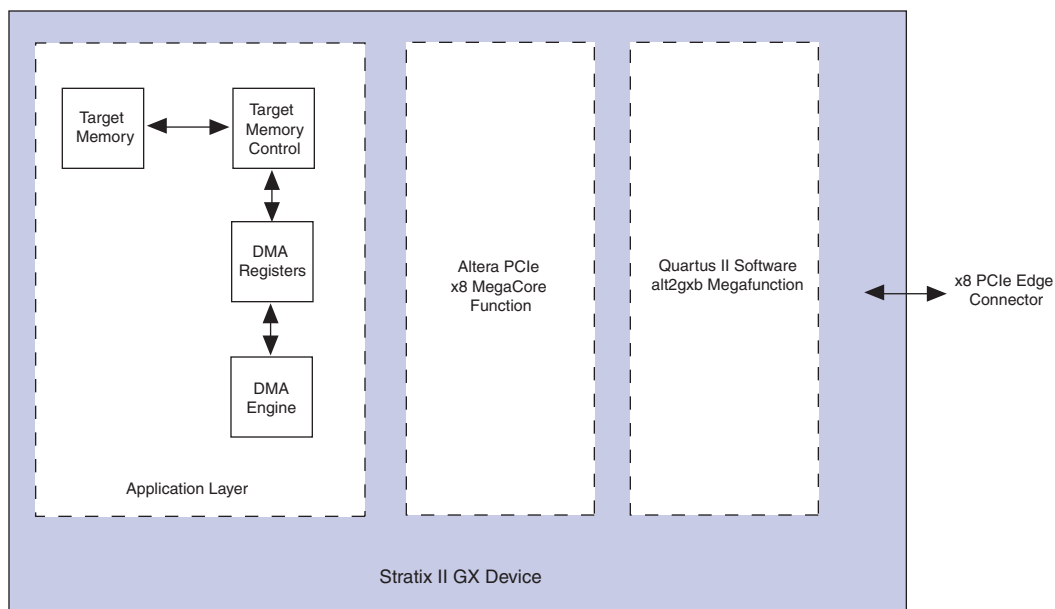 Target
Memory
Target
Memory
Control
DMA
Registers
DMA
Engine
Application Layer
Altera PCIe
x8 MegaCore
Function
Quartus II Software
alt2gxb Megafunction
x8 PCIe Edge
Connector
Stratix II GX Device